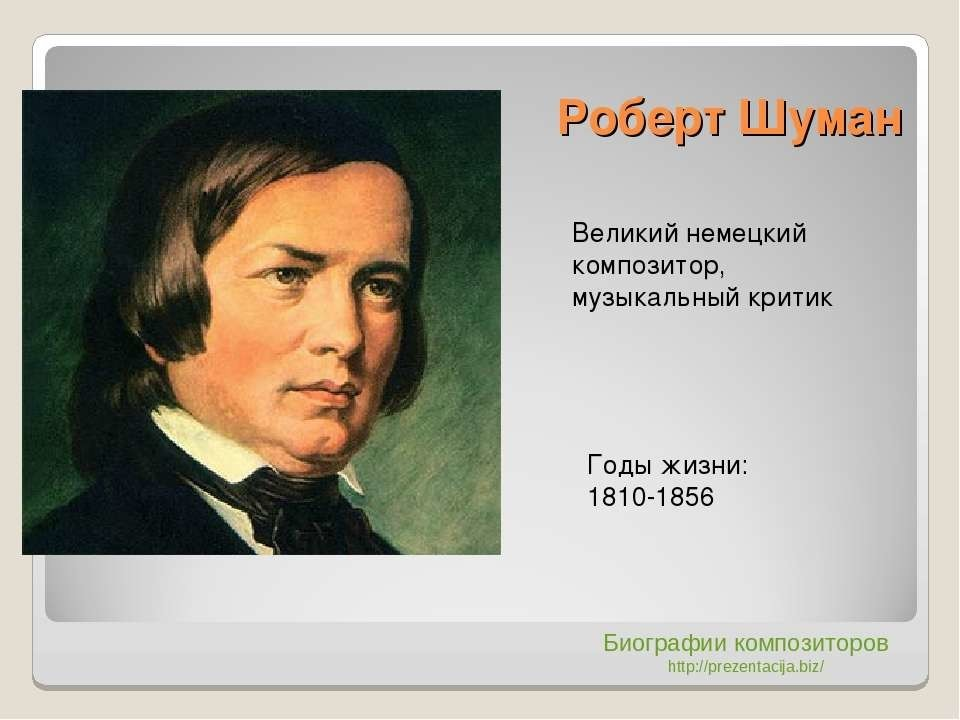 Роберт Шуман
Великий немецкий
композитор,
музыкальный критик
Годы жизни:
1810-1856
Биографии композиторов
http://prezentacija.biz/